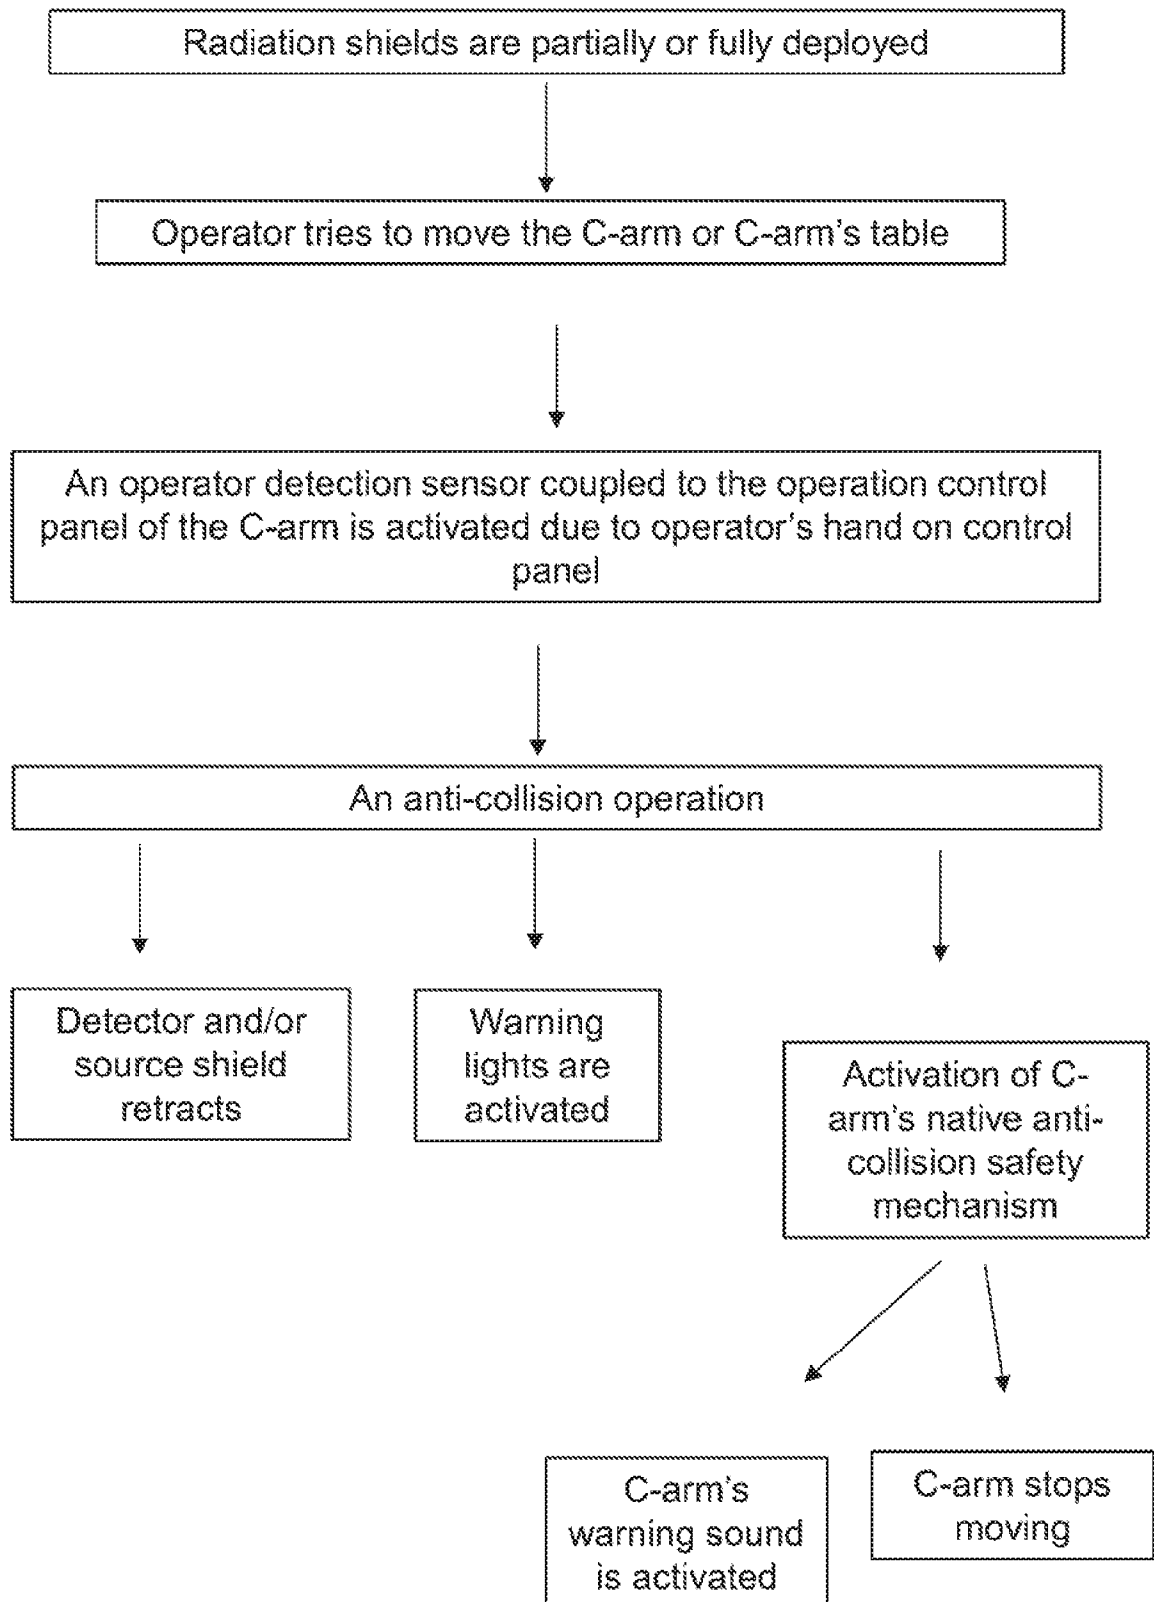 Radiation shields are partially or fully deployed
Operator tries to move the C-arm or C-arm's table
An operator detection sensor coupled to the operation control
panel of the C-arm is activated due to operator's hand on control
panel
An anti-collision operation
Detector and/or
source shield
retracts
Warning
lights are
activated
Activation of C-
arm's native anti-
collision safety
mechanism
C-arm's
warning sound
is activated
C-arm stops
moving